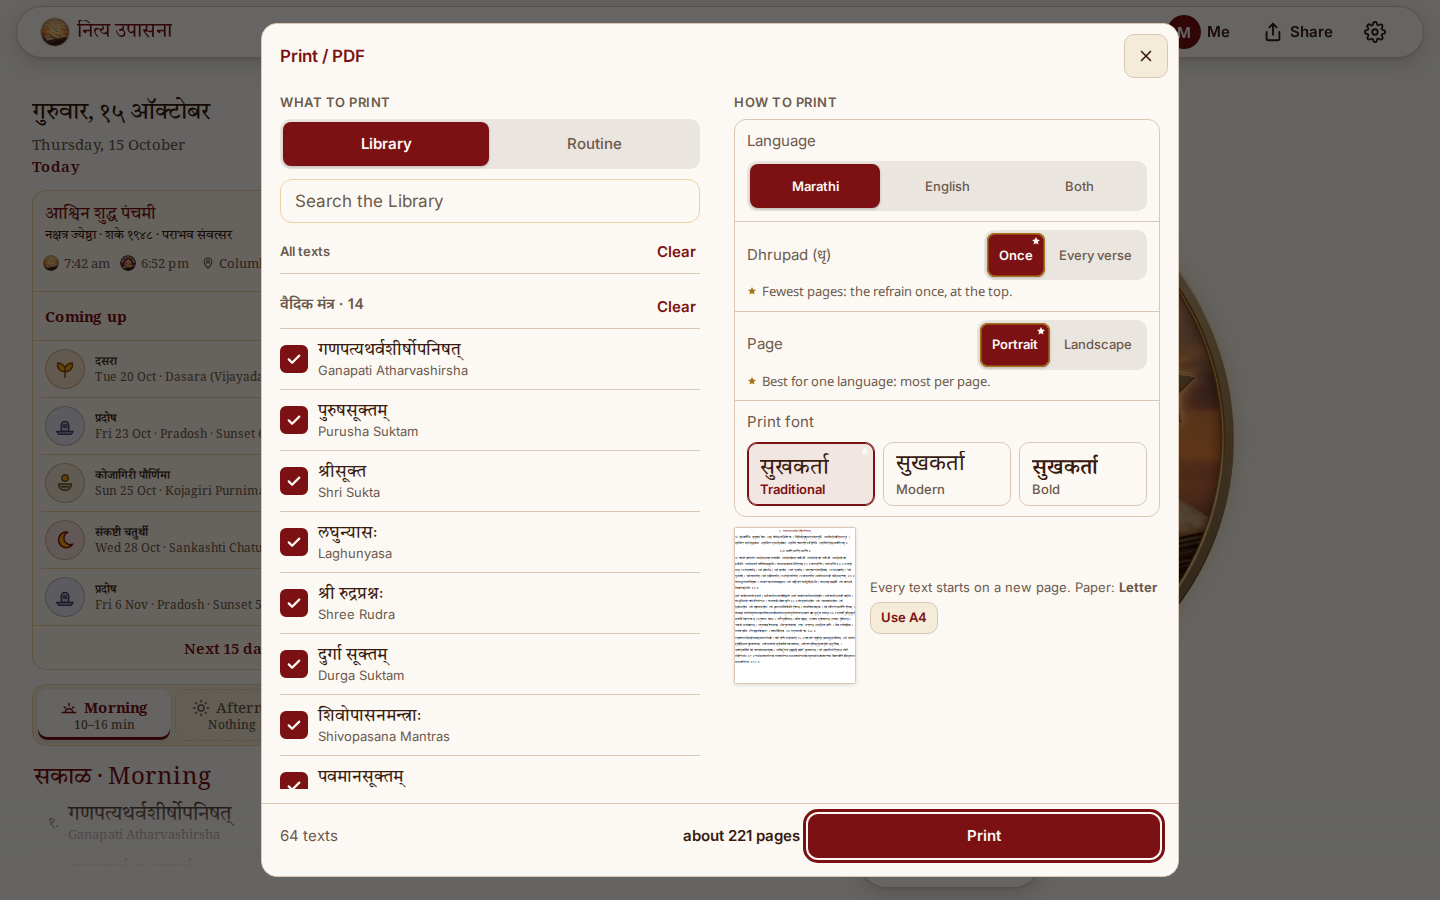 नित्य उपासना
M Me
Share
गुरुवार, १५ ऑक्टोबर
Thursday, 15 October
Today
आश्विन शुद्ध पंचमी
नक्षत्र ज्येष्ठा · शके १९४८ · पराभव संवत्सर
7:42 am 6:52 pm
Coming up
दसरा
Tue 20 Oct · Dasara
प्रदोष
Fri 23 Oct · Pradosh · Sunset
कोजागिरी पौर्णिमा
Sun 25 Oct · Kojagiri
संकष्टी चतुर्थी
Wed 28 Oct · Sankashti
प्रदोष
Fri 6 Nov · Pradosh · Sunset
Next 15
Morning
10–16 min
Nothing
सकाळ · Morning
१.
गणपत्यथर्वशीर्षोपनिषत्
Ganapati Atharvashirsha
Print / PDF
WHAT TO PRINT
Library
Routine
Search the Library
All texts
Clear
वैदिक मंत्र · 14
Clear
गणपत्यथर्वशीर्षोपनिषत्
Ganapati Atharvashirsha
पुरुषसूक्तम्
Purusha Suktam
श्रीसूक्त
Shri Sukta
लघुन्यासः
Laghunyasa
श्री रुद्रप्रश्नः
Shree Rudra
दुर्गा सूक्तम्
Durga Suktam
शिवोपासनमन्त्राः
Shivopasana Mantras
पवमानसूक्तम्
HOW TO PRINT
Language
Marathi
English
Both
Dhrupad (धृ)
Once
Every verse
Fewest pages: the refrain once, at the top.
Page
Portrait
Landscape
Best for one language: most per page.
Print font
सुखकर्ता
Traditional
सुखकर्ता
Modern
सुखकर्ता
Bold
Every text starts on a new page. Paper: Letter
Use A4
64 texts
about 221 pages
Print